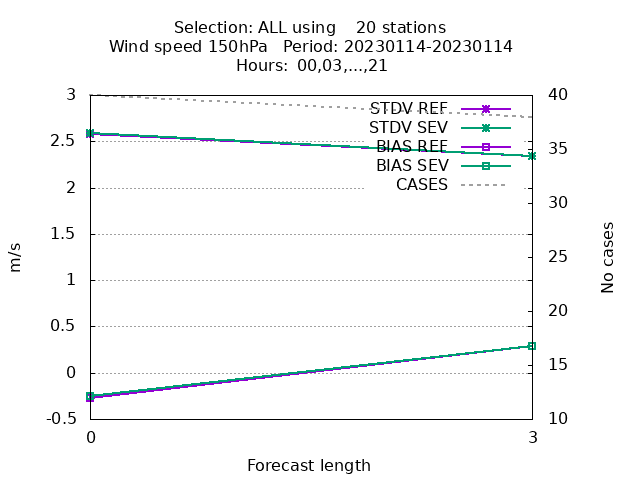 Selection: ALL using    20 stations
Wind speed 150hPa   Period: 20230114-20230114
Hours: 00,03,...,21
STDV REF
STDV SEV
BIAS REF
BIAS SEV
CASES
3
2.5
2
1.5
1
0.5
0
-0.5
40
35
30
25
20
15
10
m/s
No cases
0
3
Forecast length